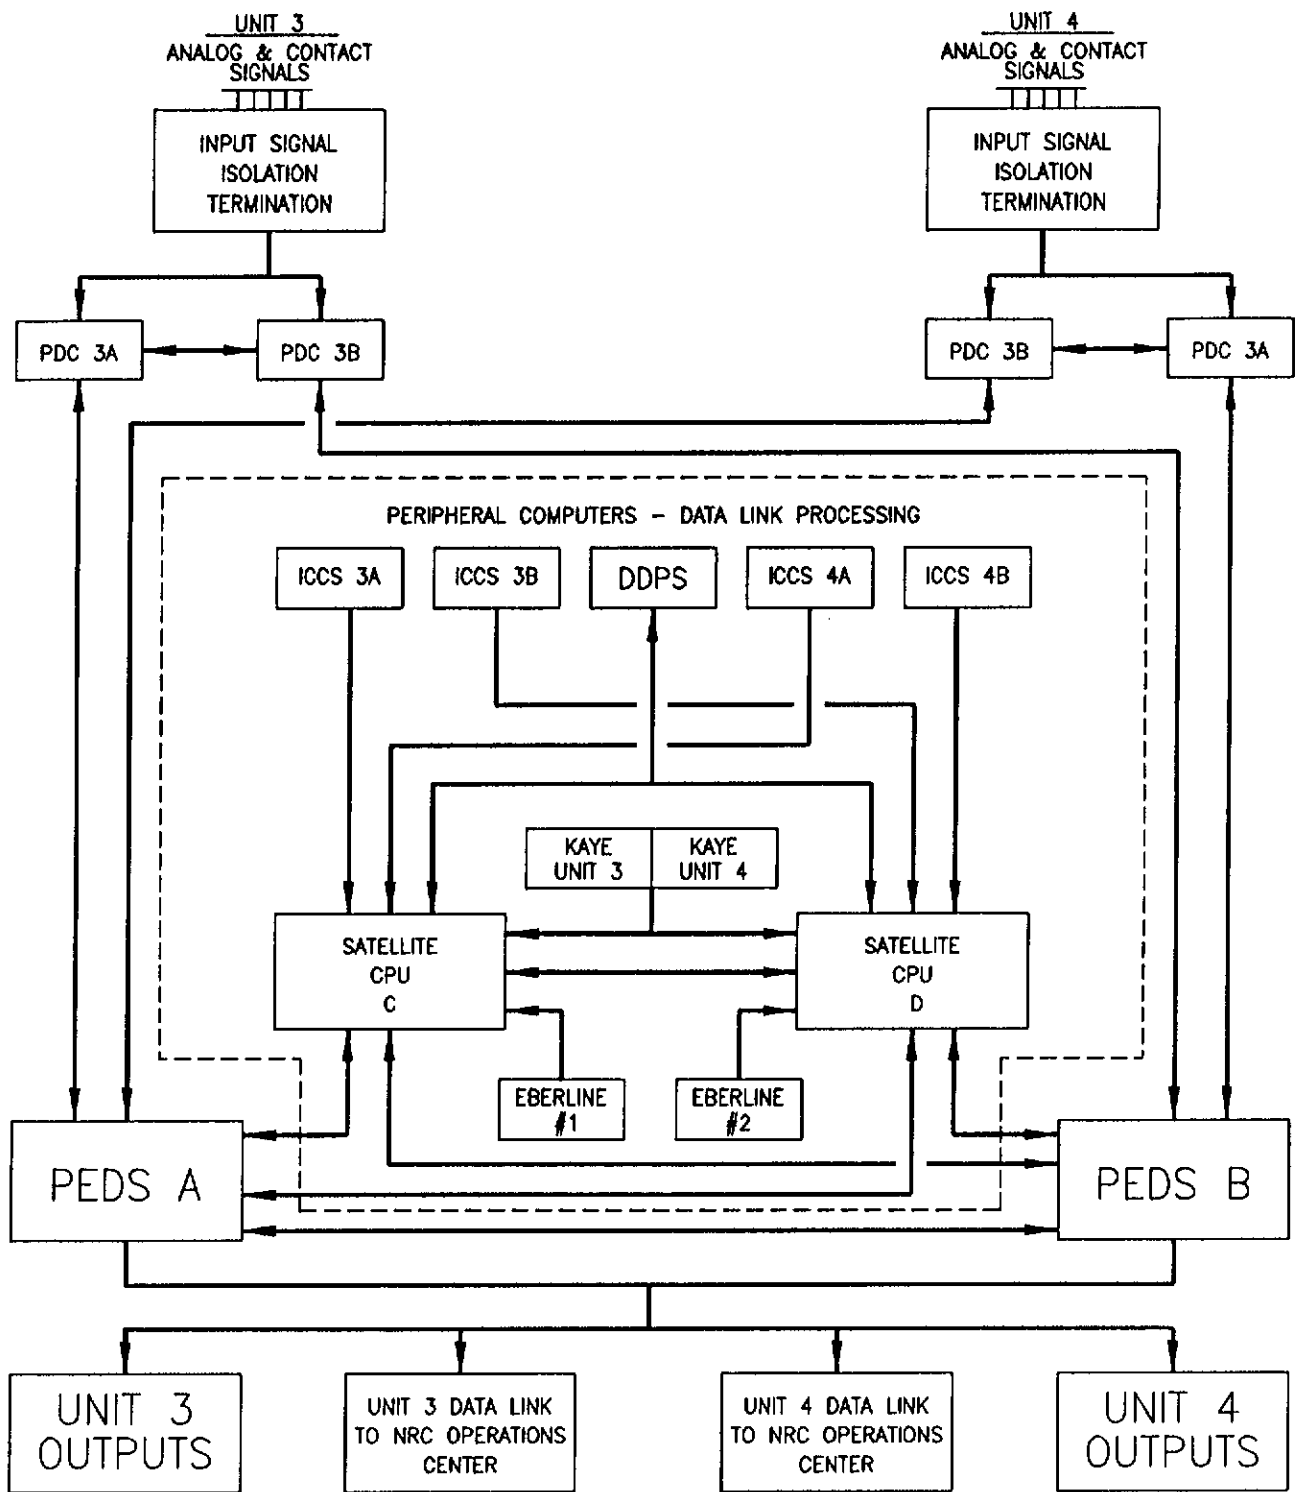 UNIT 3
ANALOG & CONTACT
SIGNALS
UNIT 4
ANALOG & CONTACT
SIGNALS
INPUT SIGNAL
ISOLATION
TERMINATION
INPUT SIGNAL
ISOLATION
TERMINATION
PDC 3A
PDC 3B
PDC 3B
PDC 3A
PERIPHERAL COMPUTERS - DATA LINK PROCESSING
ICCS 3A
ICCS 3B
DDPS
ICCS 4A
ICCS 4B
KAYE
UNIT 3
KAYE
UNIT 4
SATELLITE
CPU
C
SATELLITE
CPU
D
EBERLINE
#1
EBERLINE
#2
PEDS A
PEDS B
UNIT 3
OUTPUTS
UNIT 3 DATA LINK
TO NRC OPERATIONS
CENTER
UNIT 4 DATA LINK
TO NRC OPERATIONS
CENTER
UNIT 4
OUTPUTS